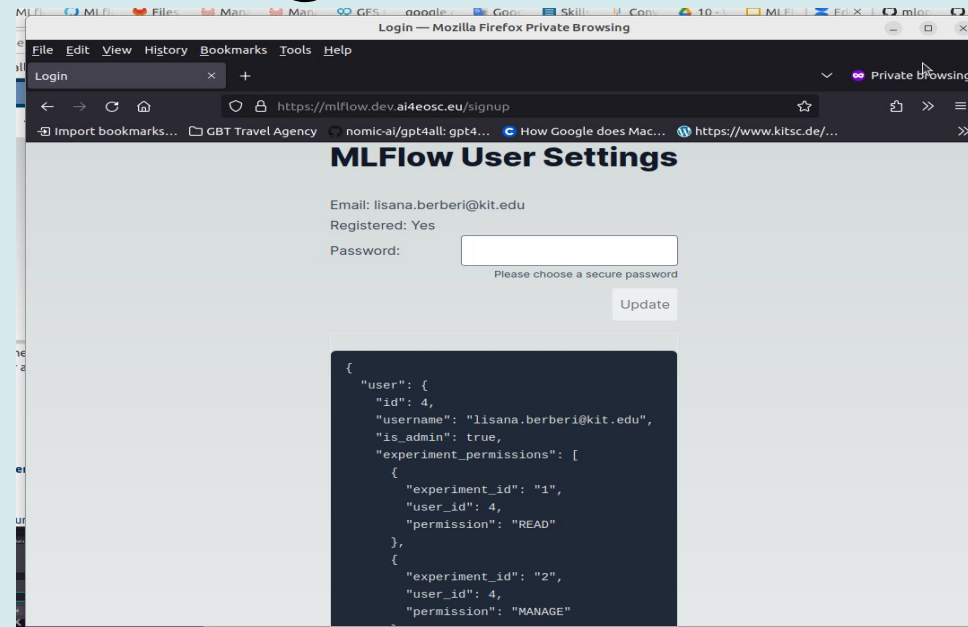 Login — Mozilla Firefox Private Browsing
File Edit View History Bookmarks Tools Help
Login
Private browsing
https://mlflow.dev.ai4eosc.eu/signup
Import bookmarks... GBT Travel Agency nomic-ai/gpt4all: gpt4... How Google does Mac... https://www.kitsc.de/...
MLFlow User Settings
Email: lisana.berberi@kit.edu
Registered: Yes
Password:
Please choose a secure password
Update
{
"user": {
"id": 4,
"username": "lisana.berberi@kit.edu",
"is_admin": true,
"experiment_permissions": [
{
"experiment_id": "1",
"user_id": 4,
"permission": "READ"
},
{
"experiment_id": "2",
"user_id": 4,
"permission": "MANAGE"